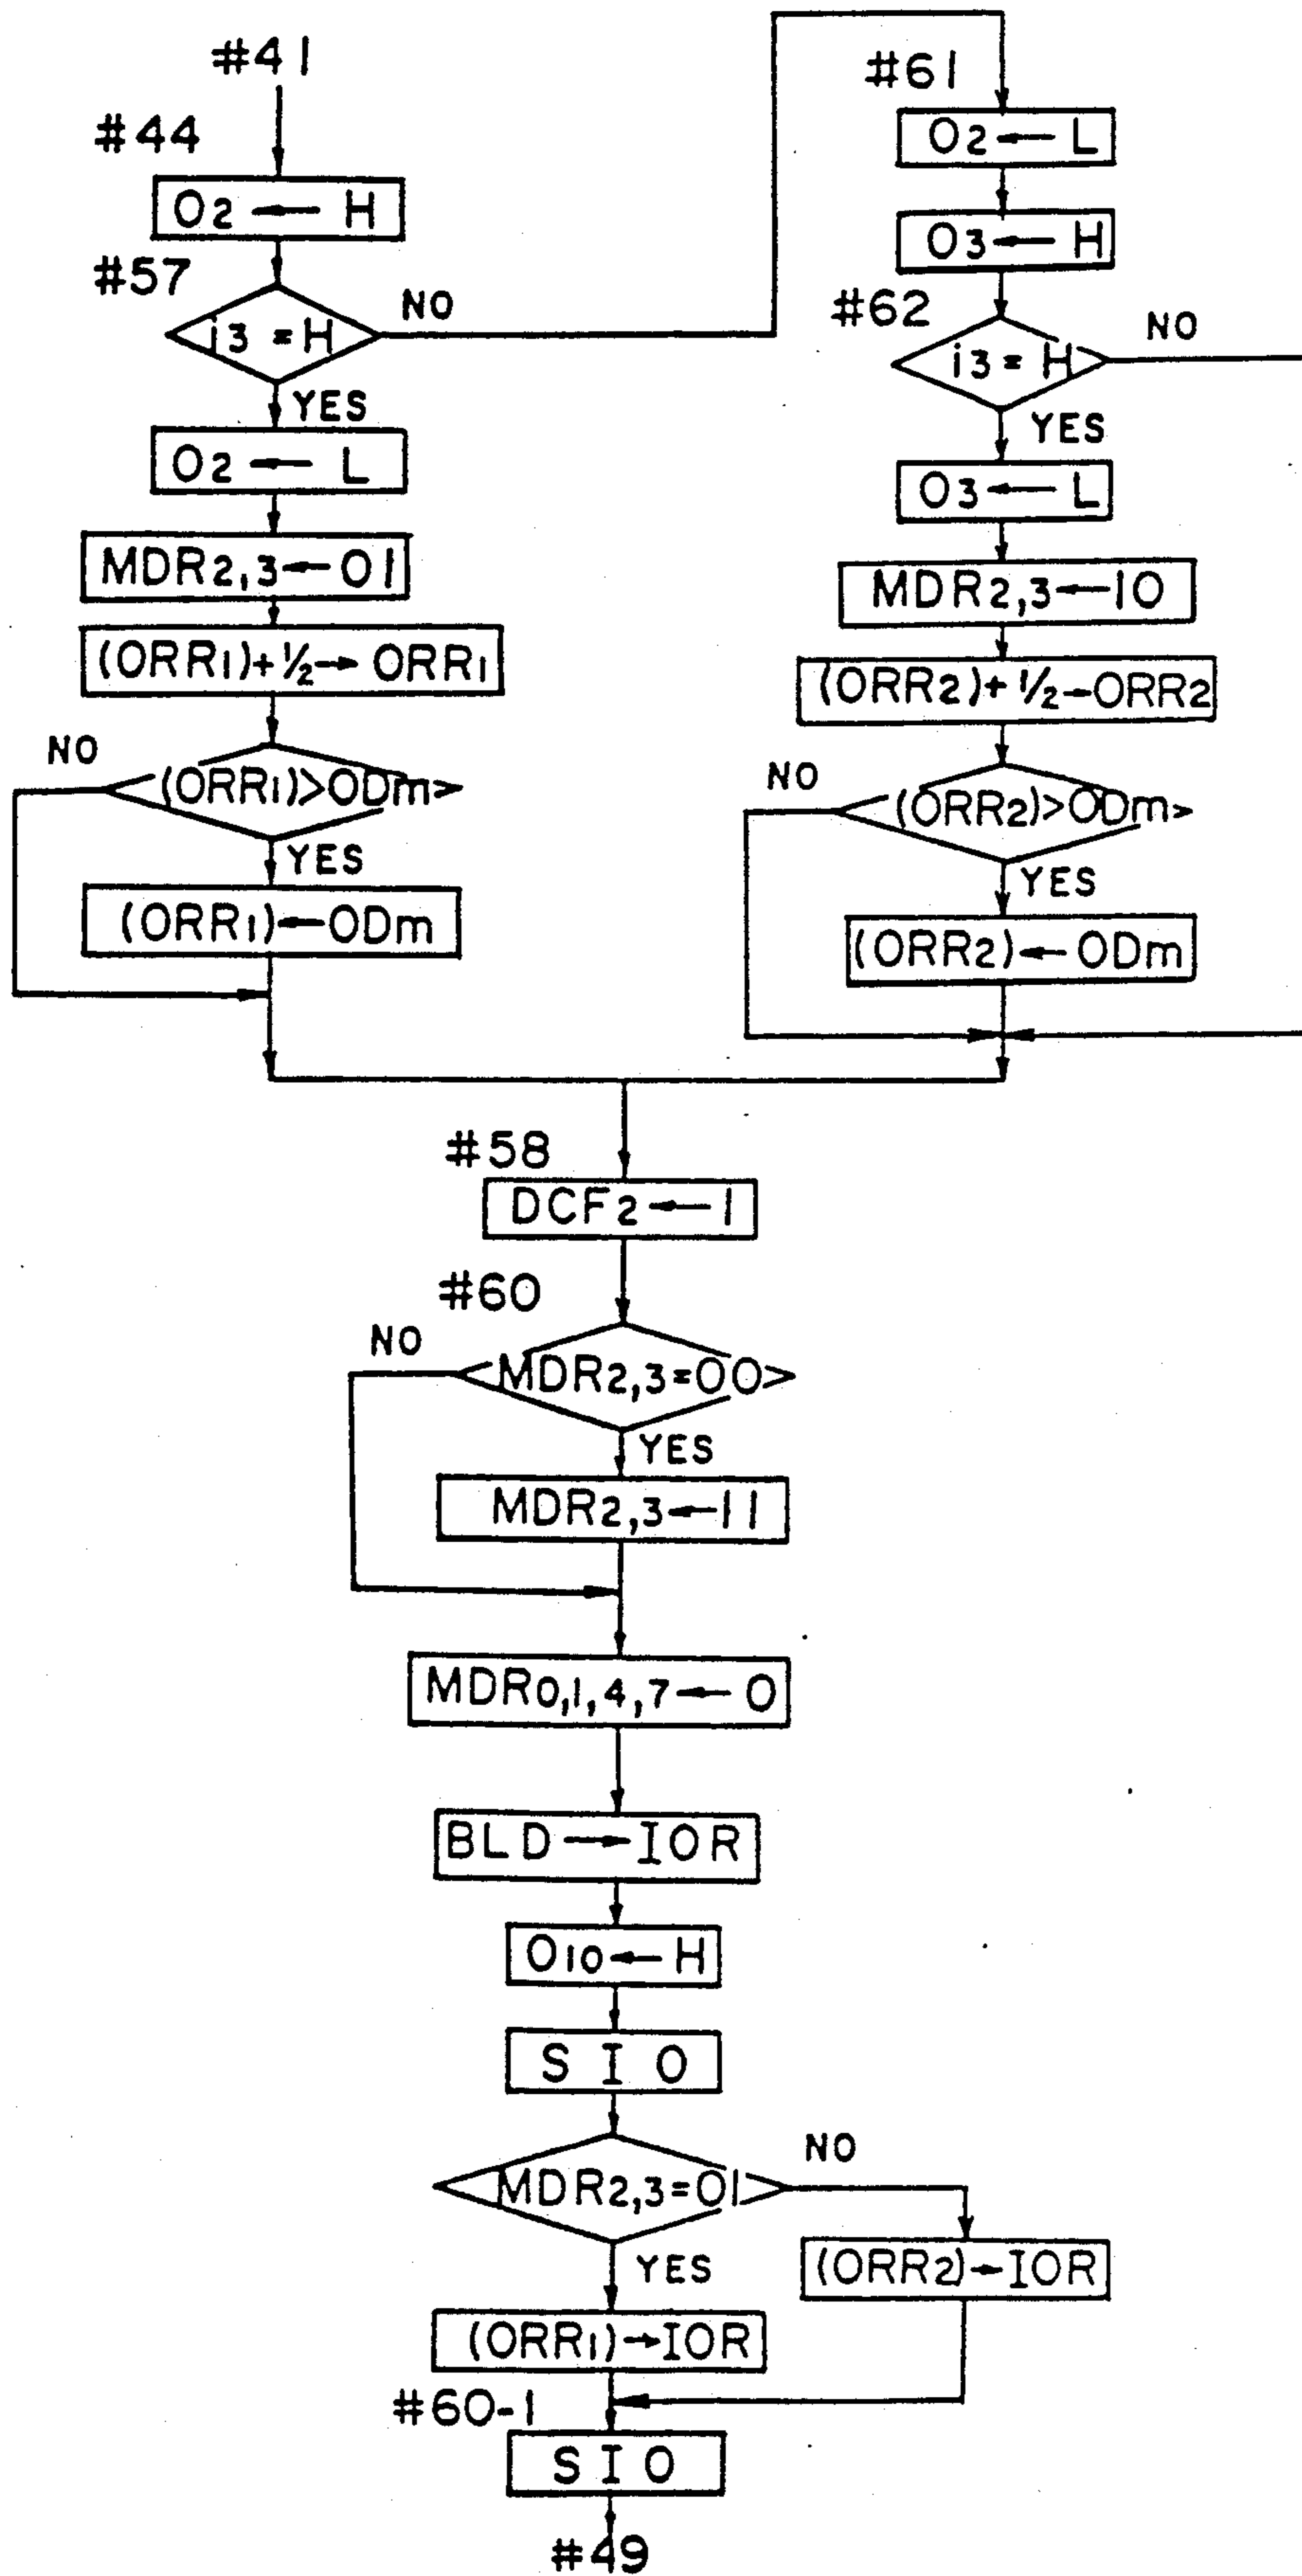 #41
#44
O2 ← H
#57
i3 = H
NO
YES
O2 ← L
MDR2,3 ← 01
(ORR1) + 1/2 → ORR1
NO
(ORR1)>ODm
YES
(ORR1) ← ODm
#61
O2 ← L
O3 ← H
#62
i3 = H
NO
YES
O3 ← L
MDR2,3 ← 10
(ORR2) + 1/2 → ORR2
NO
(ORR2)>ODm
YES
(ORR2) ← ODm
#58
DCF2 ← 1
#60
NO
MDR2,3=00
YES
MDR2,3 ← 11
MDR0,1,4,7 ← 0
BLD → IOR
O10 ← H
SIO
MDR2,3=01
NO
YES
(ORR2) → IOR
(ORR1) → IOR
#60-1
SIO
#49